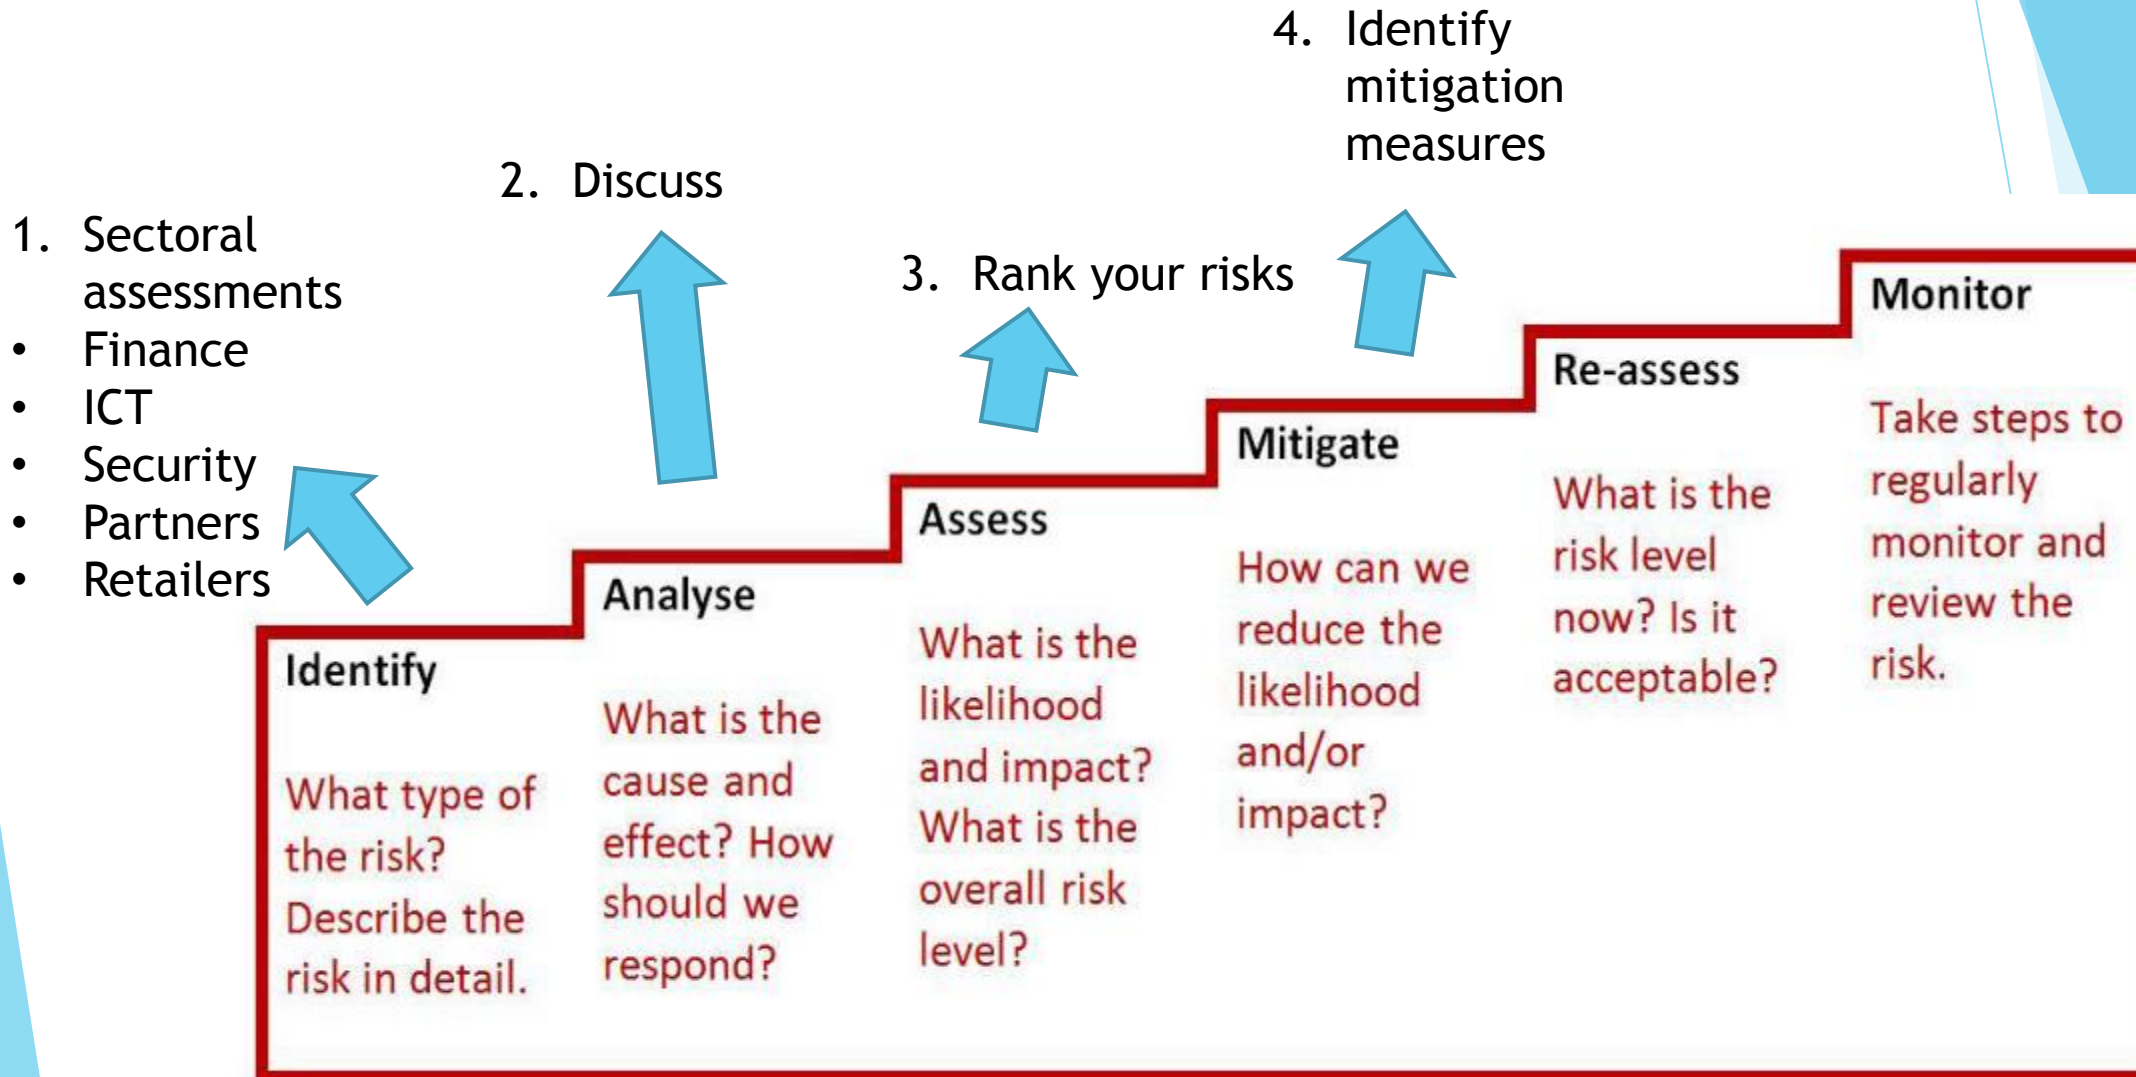 1. Sectoral
assessments
• Finance
• ICT
• Security
• Partners
• Retailers
2. Discuss
3. Rank your risks
4. Identify
mitigation
measures
Identify
What type of
the risk?
Describe the
risk in detail.
Analyse
What is the
cause and
effect? How
should we
respond?
Assess
What is the
likelihood
and impact?
What is the
overall risk
level?
Mitigate
How can we
reduce the
likelihood
and/or
impact?
Re-assess
What is the
risk level
now? Is it
acceptable?
Monitor
Take steps to
regularly
monitor and
review the
risk.